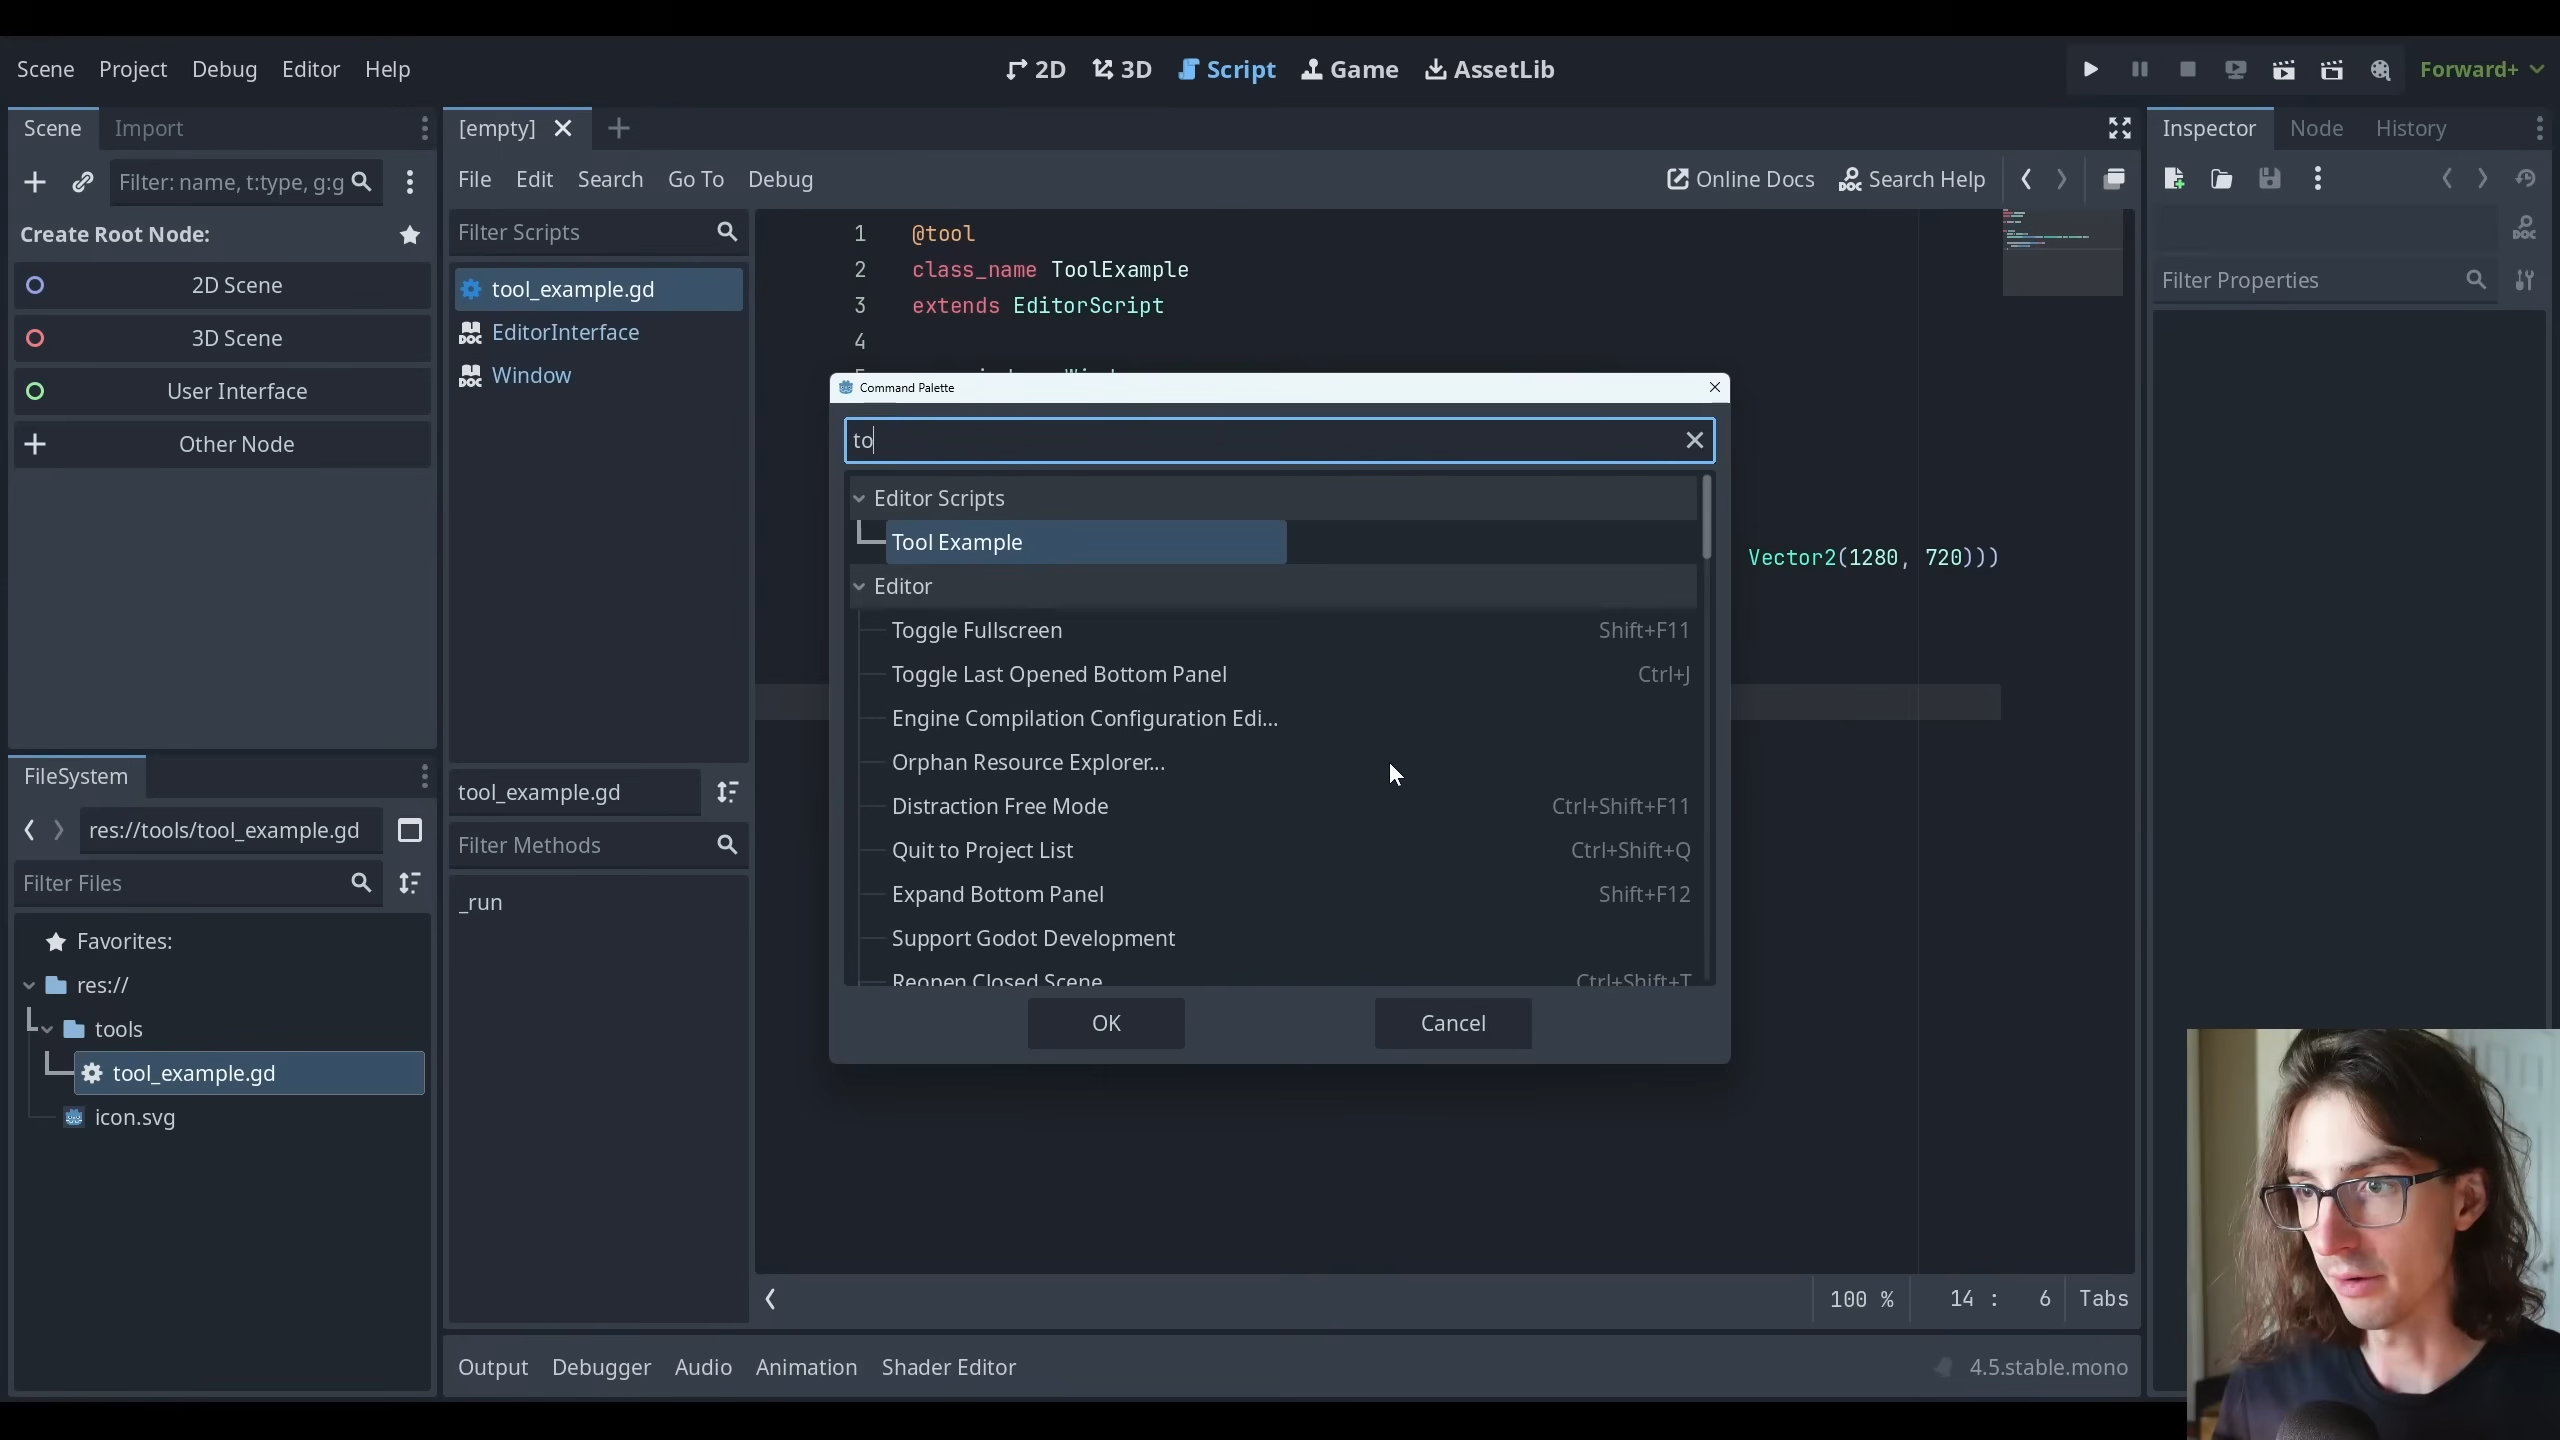 Scene Project Debug Editor Help
2D 3D Script Game AssetLib
Forward+
Scene Import
Filter: name, t:type, g:g
Create Root Node:
2D Scene
3D Scene
User Interface
Other Node
FileSystem
res://tools/tool_example.gd
Filter Files
Favorites:
res://
tools
tool_example.gd
icon.svg
[empty]
File Edit Search Go To Debug
Online Docs DOC Search Help
Filter Scripts
tool_example.gd
DOC EditorInterface
DOC Window
tool_example.gd
Filter Methods
_run
1 @tool
2 class_name ToolExample
3 extends EditorScript
4
Vector2(1280, 720)))
Command Palette
to
Editor Scripts
Tool Example
Editor
Toggle Fullscreen Shift+F11
Toggle Last Opened Bottom Panel Ctrl+J
Engine Compilation Configuration Edi...
Orphan Resource Explorer...
Distraction Free Mode Ctrl+Shift+F11
Quit to Project List Ctrl+Shift+Q
Expand Bottom Panel Shift+F12
Support Godot Development
Reopen Closed Scene Ctrl+Shift+T
OK Cancel
100 % 14 : 6 Tabs
Output Debugger Audio Animation Shader Editor 4.5.stable.mono
Inspector Node History
DOC
Filter Properties